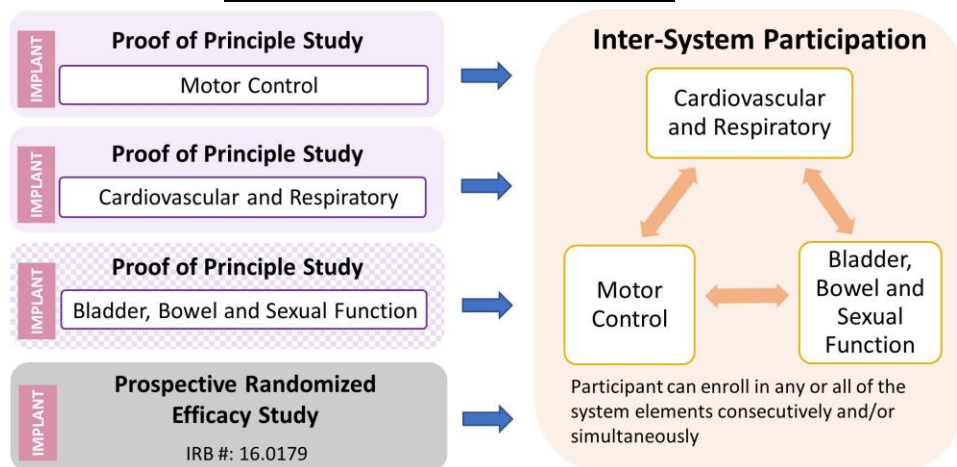 IMPLANT
Proof of Principle Study
Motor Control
IMPLANT
Proof of Principle Study
Cardiovascular and Respiratory
IMPLANT
Proof of Principle Study
Bladder, Bowel and Sexual Function
IMPLANT
Prospective Randomized
Efficacy Study
IRB #: 16.0179
Inter-System Participation
Cardiovascular
and Respiratory
Motor
Control
Bladder,
Bowel and
Sexual
Function
Participant can enroll in any or all of the
system elements consecutively and/or
simultaneously